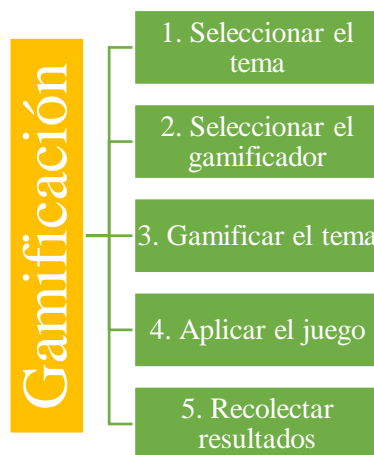 Gamificación
1. Seleccionar el
tema
2. Seleccionar el
gamificador
3. Gamificar el tema
4. Aplicar el juego
5. Recolectar
resultados